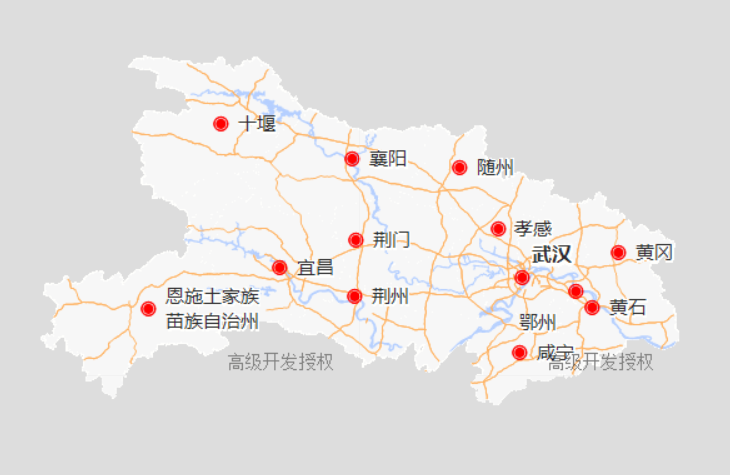 十堰
襄阳
随州
孝感
荆门
武汉
黄冈
宜昌
恩施土家族
苗族自治州
荆州
黄石
鄂州
咸宁
高级开发授权
高级开发授权